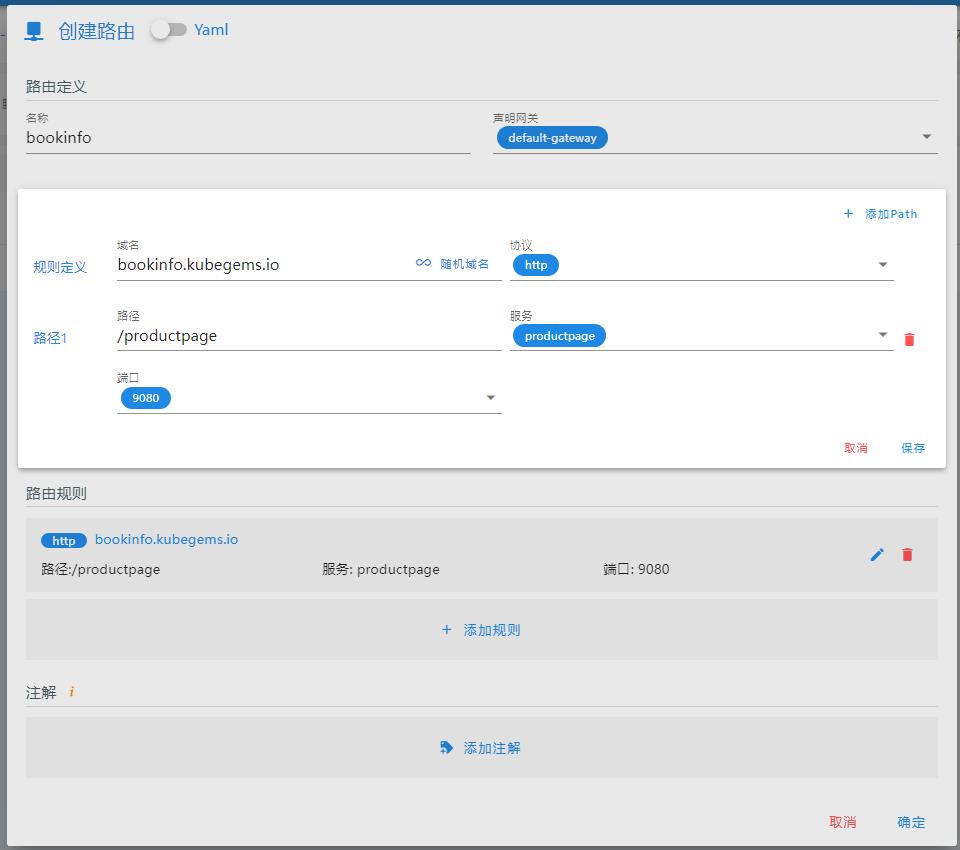 创建路由 Yaml
路由定义
名称 声明网关
bookinfo default-gateway
+ 添加Path
域名 协议
规则定义 bookinfo.kubegems.io 随机域名 http
路径 服务
路径1 /productpage productpage
端口
9080
取消 保存
路由规则
http bookinfo.kubegems.io
路径:/productpage 服务: productpage 端口: 9080
+ 添加规则
注解 i
添加注解
取消 确定